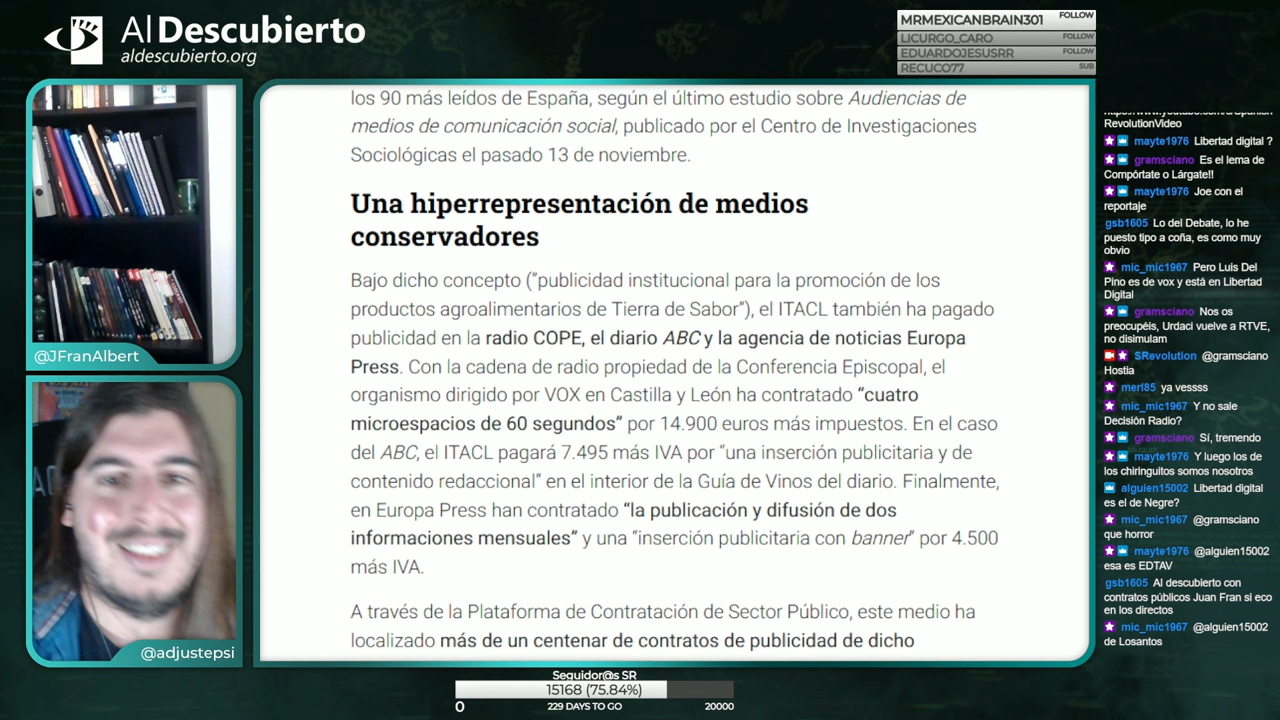 Al Descubierto
aldescubierto.org
MRMEXICANBRAIN301 FOLLOW
LICURGO_CARO FOLLOW
EDUARDOJESUSRR FOLLOW
RECUCO77 SUB
@JFranAlbert
@adjustepsi
los 90 más leídos de España, según el último estudio sobre Audiencias de
medios de comunicación social, publicado por el Centro de Investigaciones
Sociológicas el pasado 13 de noviembre.
Una hiperrepresentación de medios
conservadores
Bajo dicho concepto ("publicidad institucional para la promoción de los
productos agroalimentarios de Tierra de Sabor"), el ITACL también ha pagado
publicidad en la radio COPE, el diario ABC y la agencia de noticias Europa
Press. Con la cadena de radio propiedad de la Conferencia Episcopal, el
organismo dirigido por VOX en Castilla y León ha contratado “cuatro
microespacios de 60 segundos” por 14.900 euros más impuestos. En el caso
del ABC, el ITACL pagará 7.495 más IVA por “una inserción publicitaria y de
contenido redaccional” en el interior de la Guía de Vinos del diario. Finalmente,
en Europa Press han contratado “la publicación y difusión de dos
informaciones mensuales” y una “inserción publicitaria con banner” por 4.500
más IVA.
A través de la Plataforma de Contratación de Sector Público, este medio ha
localizado más de un centenar de contratos de publicidad de dicho
RevolutionVideo
mayte1976 Libertad digital ?
gramsciano Es el lema de
Compórtate o Lárgate!!
mayte1976 Joe con el
reportaje
gsb1605 Lo del Debate, lo he
puesto tipo a coña, es como muy
obvio
mic_mic1967 Pero Luis Del
Pino es de vox y está en Libertad
Digital
gramsciano Nos os
preocupéis, Urdaci vuelve a RTVE,
no disimulam
SRevolution @gramsciano
Hostia
merl85 ya vessss
mic_mic1967 Y no sale
Decisión Radio?
gramsciano Sí, tremendo
mayte1976 Y luego los de
los chiringuitos somos nosotros
alguien15002 Libertad digital
es el de Negre?
mic_mic1967 @gramsciano
que horror
mayte1976 @alguien15002
esa es EDTAV
gsb1605 Al descubierto con
contratos públicos Juan Fran si eco
en los directos
mic_mic1967 @alguien15002
de Losantos
Seguidor@s SR
15168 (75.84%)
0 229 DAYS TO GO 20000